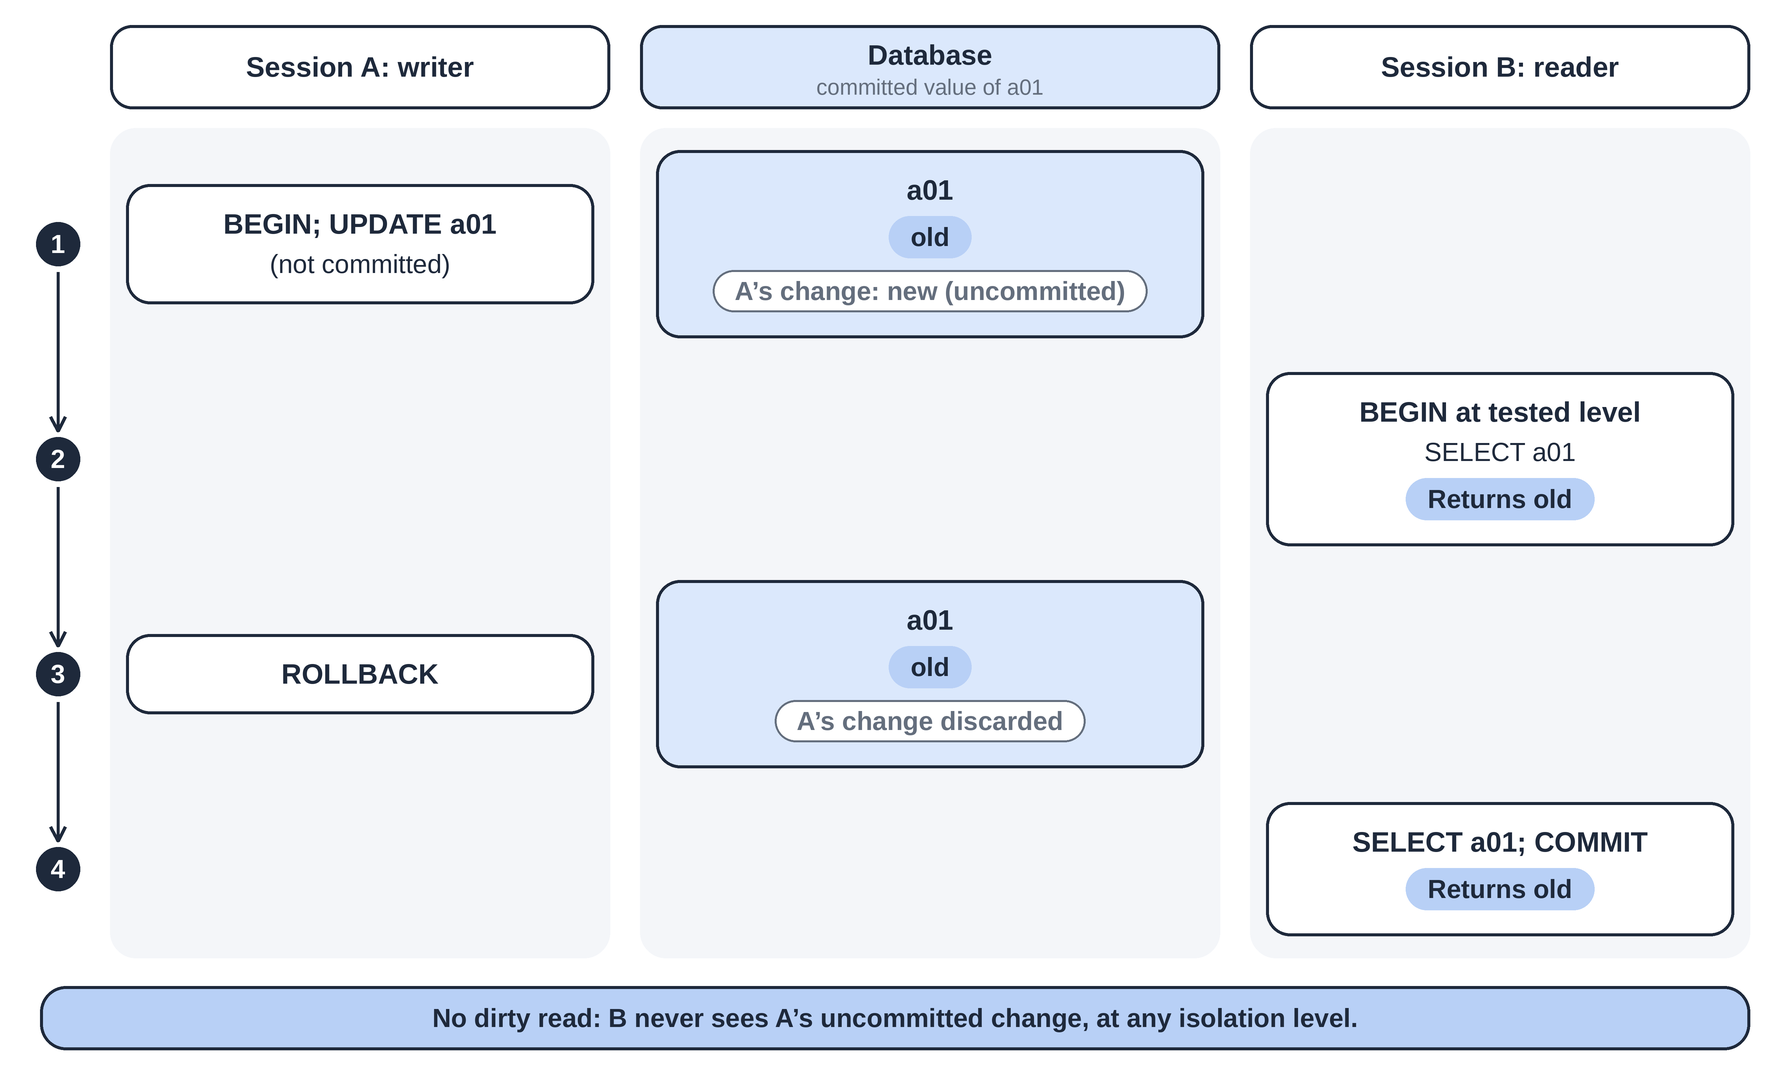 Session A: writer
Database
committed value of a01
Session B: reader
1
BEGIN; UPDATE a01
(not committed)
a01
old
A’s change: new (uncommitted)
2
BEGIN at tested level
SELECT a01
Returns old
3
ROLLBACK
a01
old
A’s change discarded
4
SELECT a01; COMMIT
Returns old
No dirty read: B never sees A’s uncommitted change, at any isolation level.